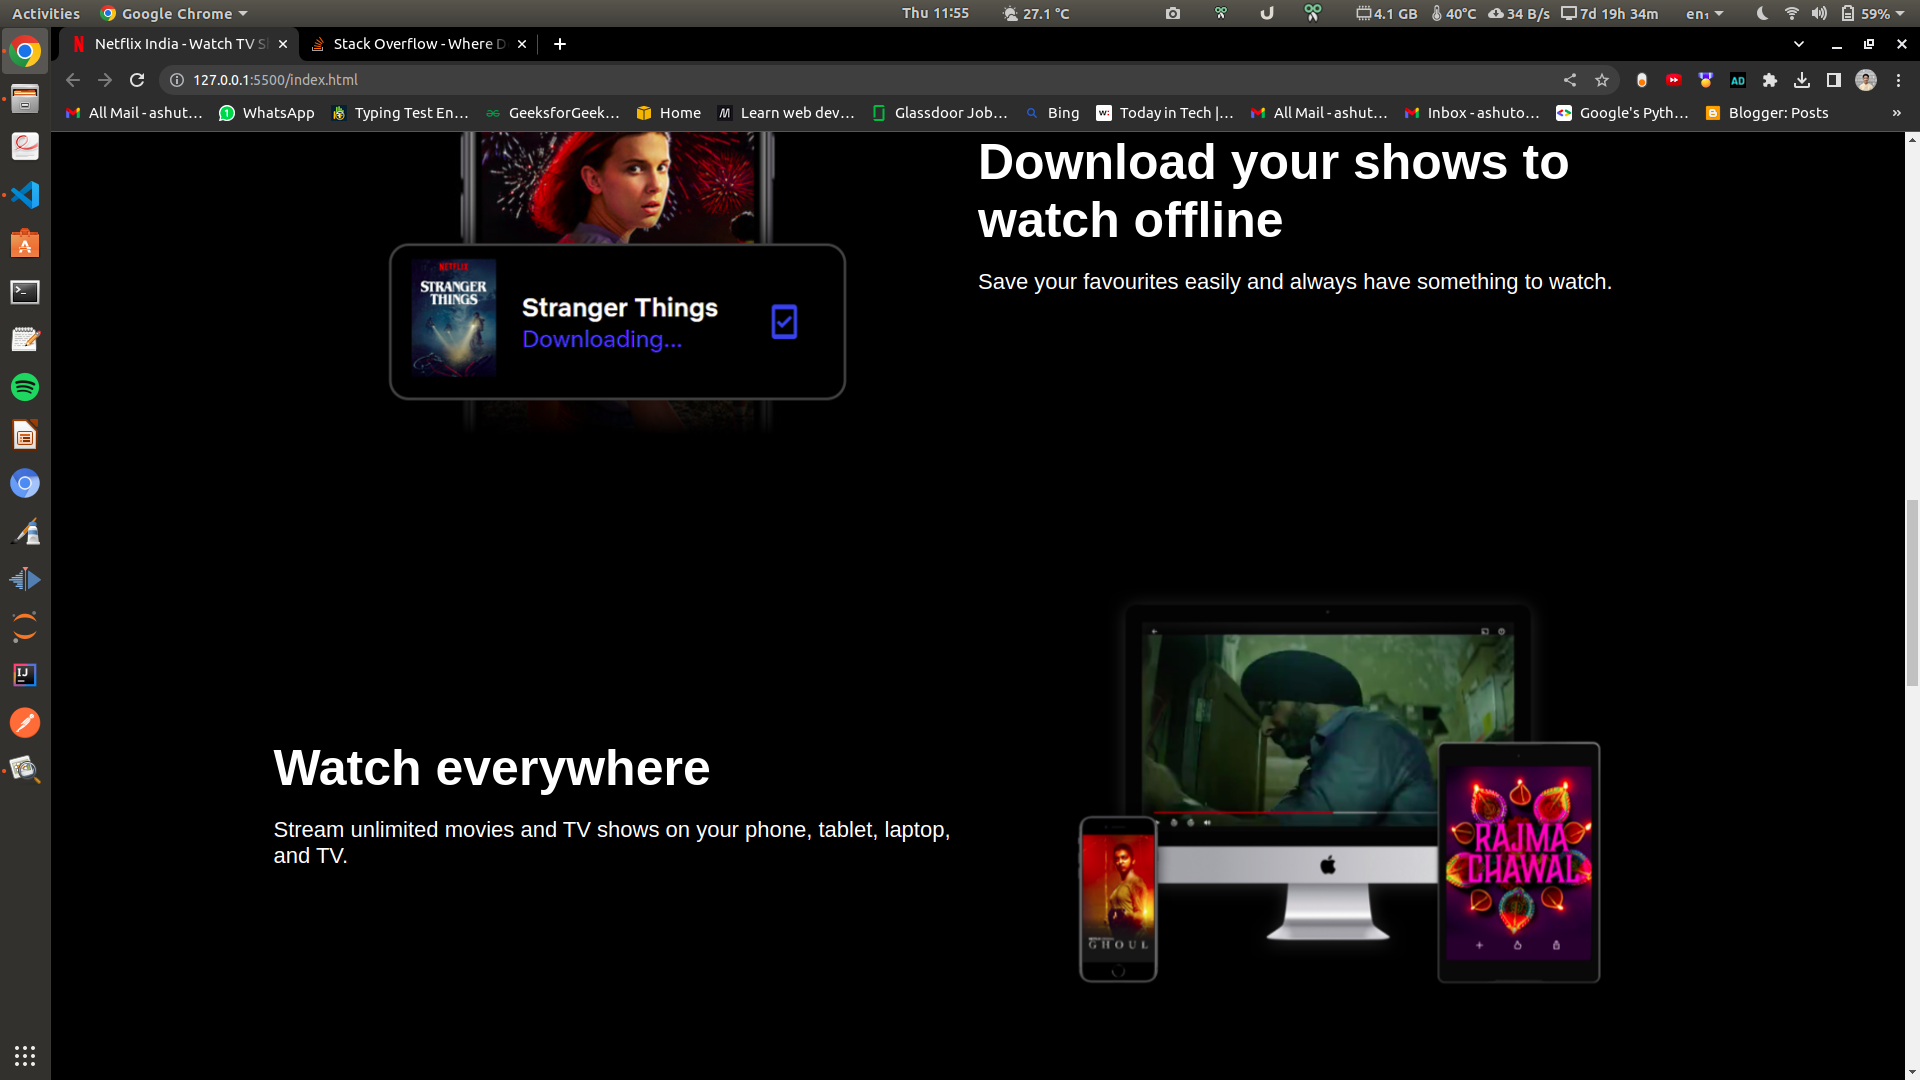 Activities
Google Chrome
Thu 11:55
27.1 °C
4.1 GB
40°C
34 B/s
7d 19h 34m
en₁
59%
Netflix India - Watch TV S
Stack Overflow - Where D
127.0.0.1:5500/index.html
All Mail - ashut…
WhatsApp
Typing Test En…
GeeksforGeek…
Home
Learn web dev…
Glassdoor Job…
Bing
Today in Tech |…
All Mail - ashut…
Inbox - ashuto…
Google's Pyth…
Blogger: Posts
»
Download your shows to
watch offline
Save your favourites easily and always have something to watch.
NETFLIX
STRANGER
THINGS
Stranger Things
Downloading...
Watch everywhere
Stream unlimited movies and TV shows on your phone, tablet, laptop,
and TV.
RAJMA
CHAWAL
GHOUL